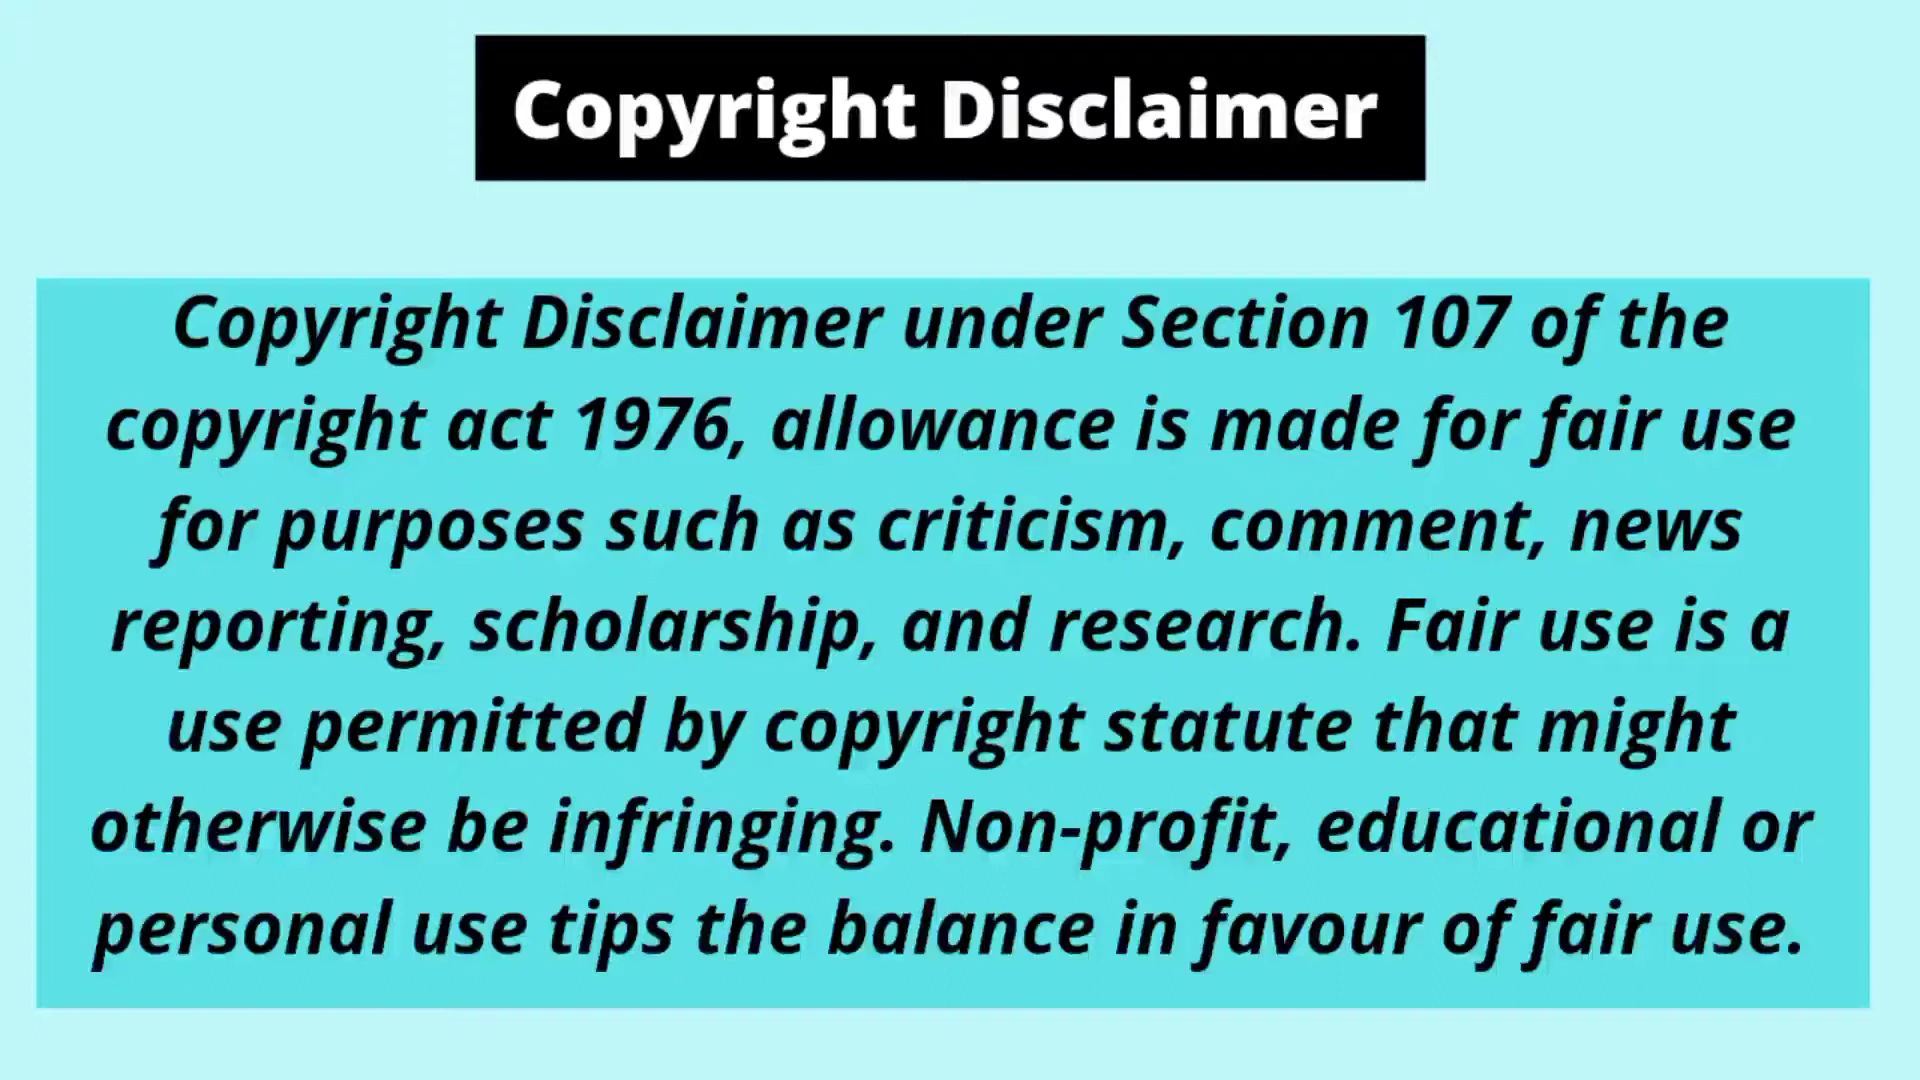 Copyright Disclaimer
Copyright Disclaimer under Section 107 of the
copyright act 1976, allowance is made for fair use
for purposes such as criticism, comment, news
reporting, scholarship, and research. Fair use is a
use permitted by copyright statute that might
otherwise be infringing. Non-profit, educational or
personal use tips the balance in favour of fair use.